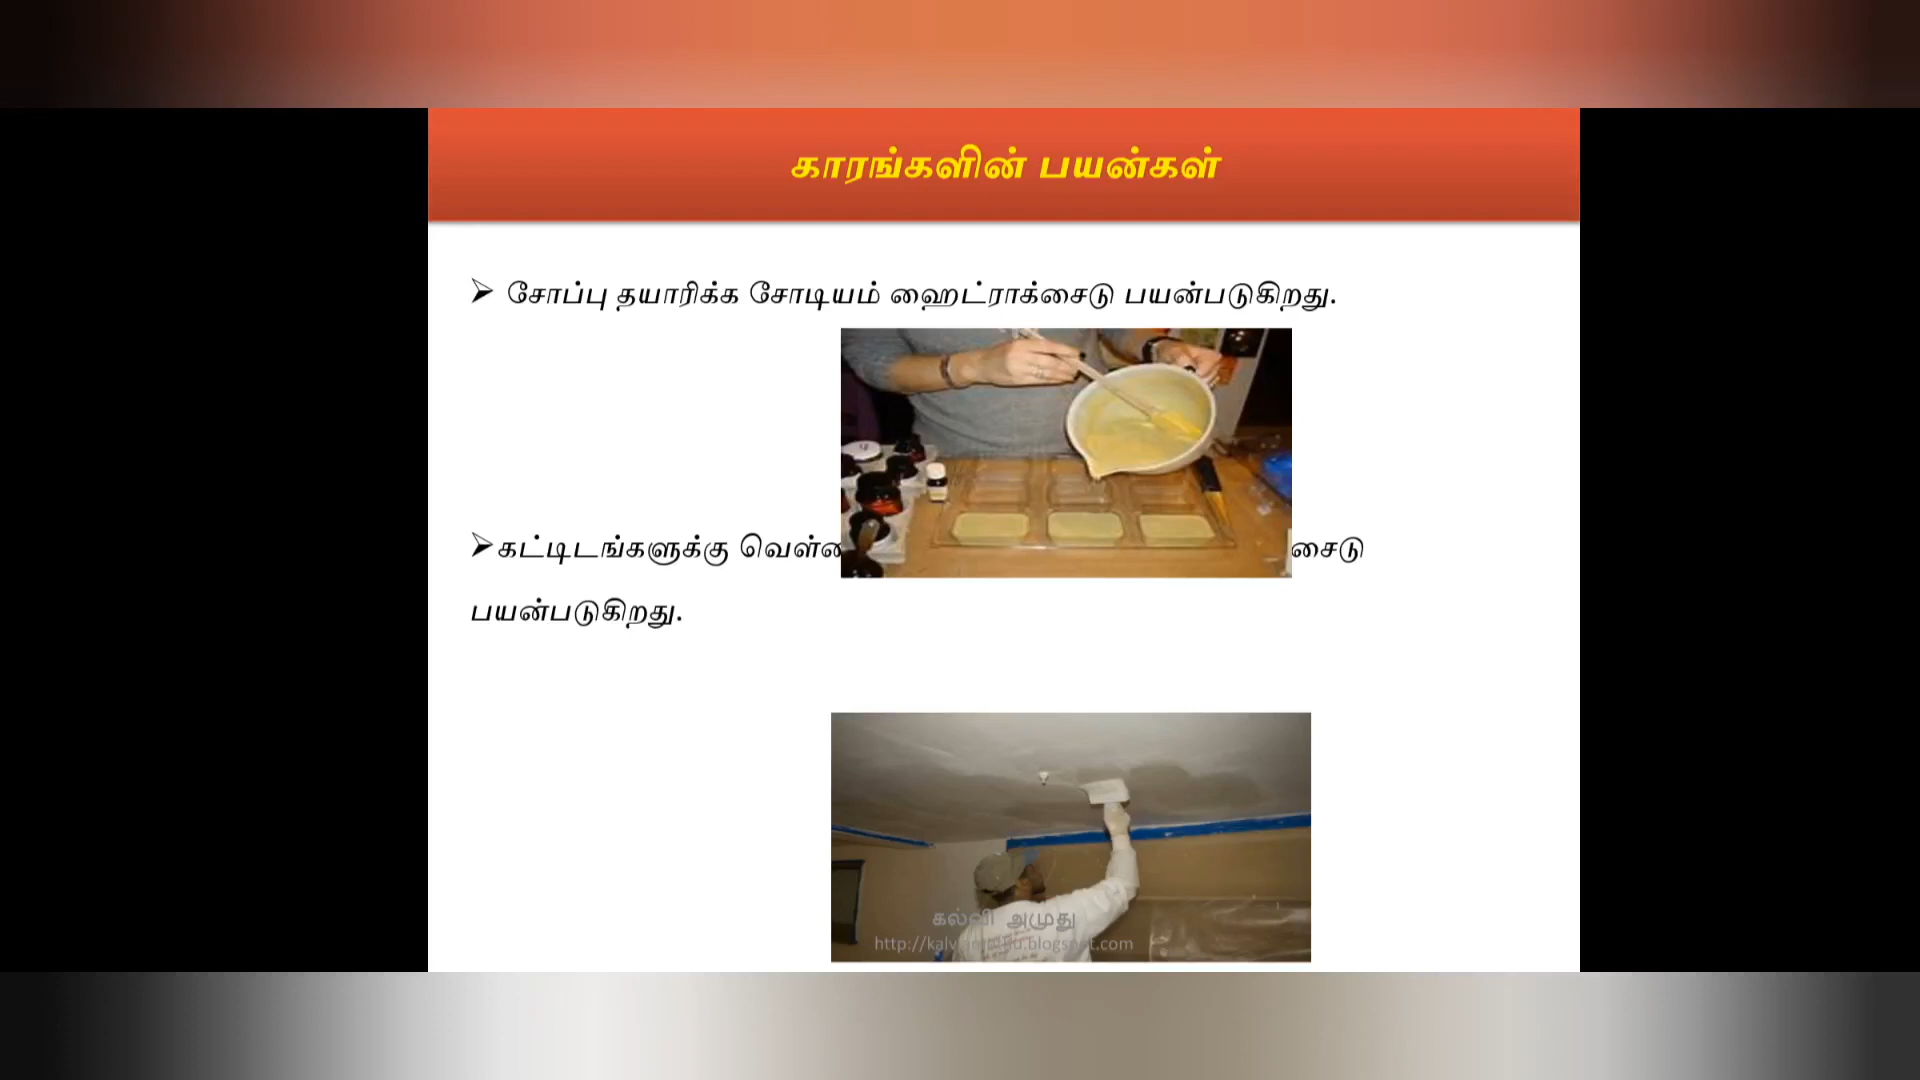 காரங்களின் பயன்கள்
➢ சோப்பு தயாரிக்க சோடியம் ஹைட்ராக்சைடு பயன்படுகிறது.
➢கட்டிடங்களுக்கு
பயன்படுகிறது.
கல்வி அமுது